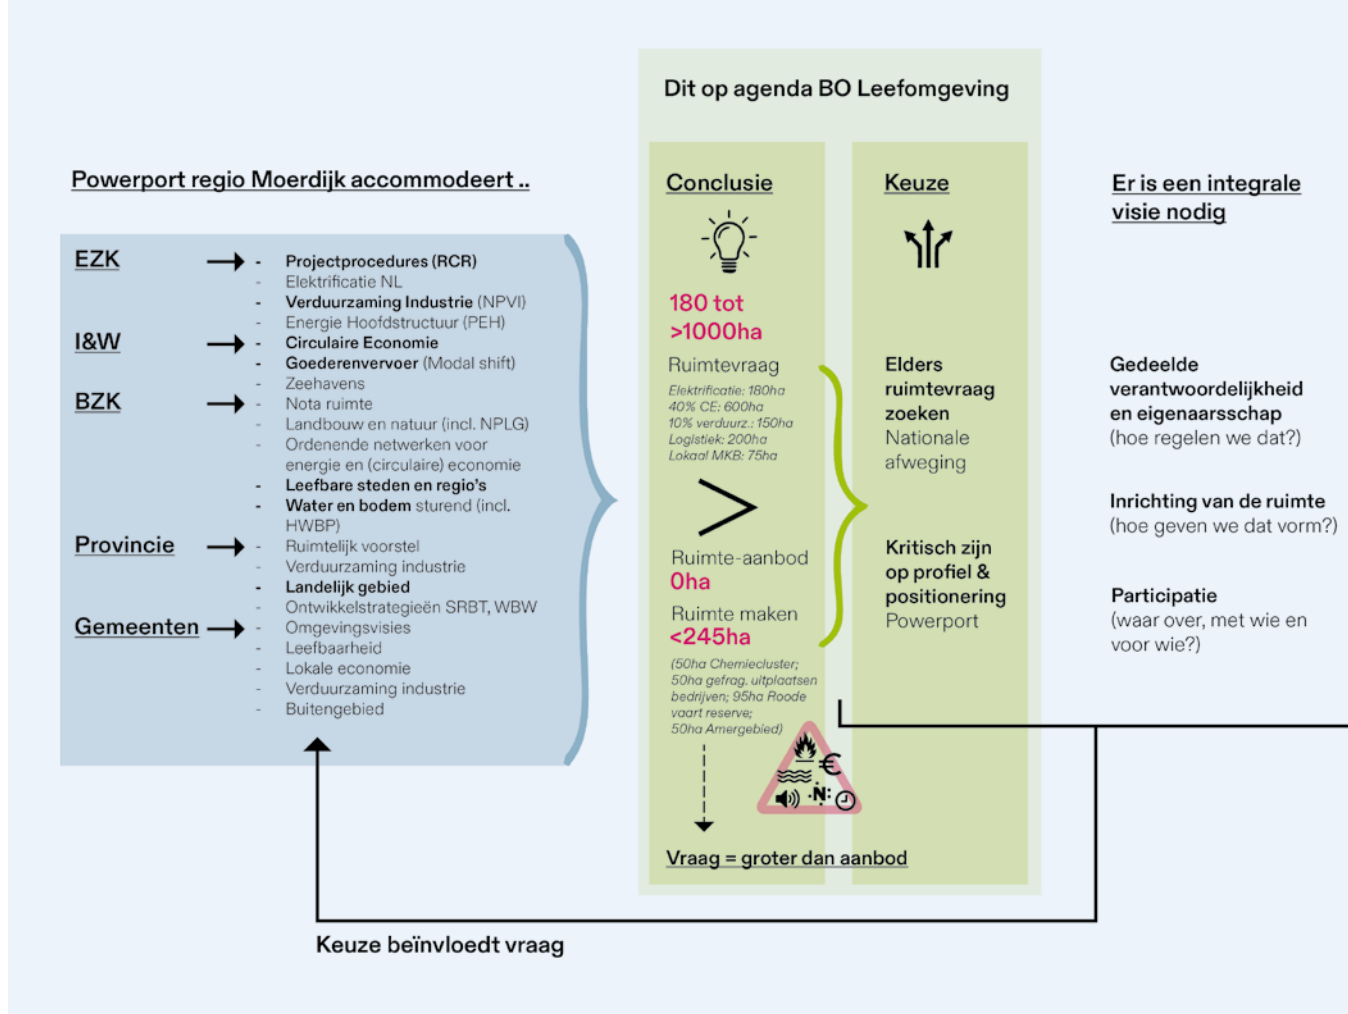 Dit op agenda BO Leefomgeving
Powerport regio Moerdijk accommodeert ..
EZK
- Projectprocedures (RCR)
- Elektrificatie NL
- Verduurzaming Industrie (NPVI)
- Energie Hoofdstructuur (PEH)
I&W
- Circulaire Economie
- Goederenvervoer (Modal shift)
- Zeehavens
BZK
- Nota ruimte
- Landbouw en natuur (incl. NPLG)
- Ordenende netwerken voor
energie en (circulaire) economie
- Leefbare steden en regio's
- Water en bodem sturend (incl.
HWBP)
Provincie
- Ruimtelijk voorstel
- Verduurzaming industrie
- Landelijk gebied
- Ontwikkelstrategieën SRBT, WBW
Gemeenten
- Omgevingsvisies
- Leefbaarheid
- Lokale economie
- Verduurzaming industrie
- Buitengebied
Conclusie
180 tot
>1000ha
Ruimtevraag
Elektrificatie: 180ha
40% CE: 600ha
10% verduurz.: 150ha
Logistiek: 200ha
Lokaal MKB: 75ha
>
Ruimte-aanbod
0ha
Ruimte maken
<245ha
(50ha Chemiecluster;
50ha gefrag. uitplaatsen
bedrijven; 95ha Roode
vaart reserve;
50ha Amergebied)
€
·N:
Vraag = groter dan aanbod
Keuze
Elders
ruimtevraag
zoeken
Nationale
afweging
Kritisch zijn
op profiel &
positionering
Powerport
Er is een integrale
visie nodig
Gedeelde
verantwoordelijkheid
en eigenaarsschap
(hoe regelen we dat?)
Inrichting van de ruimte
(hoe geven we dat vorm?)
Participatie
(waar over, met wie en
voor wie?)
Keuze beïnvloedt vraag